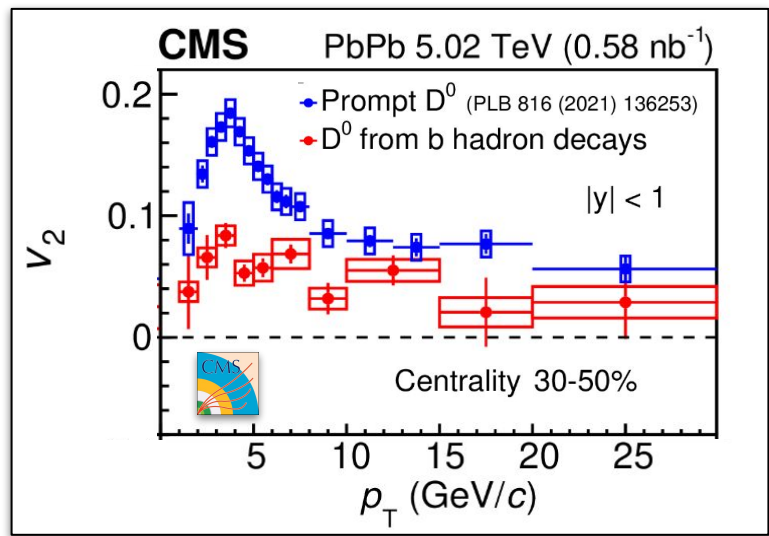 CMS PbPb 5.02 TeV (0.58 nb⁻¹)
0.2
Prompt D⁰ (PLB 816 (2021) 136253)
D⁰ from b hadron decays
|y| < 1
0.1
v₂
0
CMS
Centrality 30-50%
5 10 15 20 25
p_T (GeV/c)